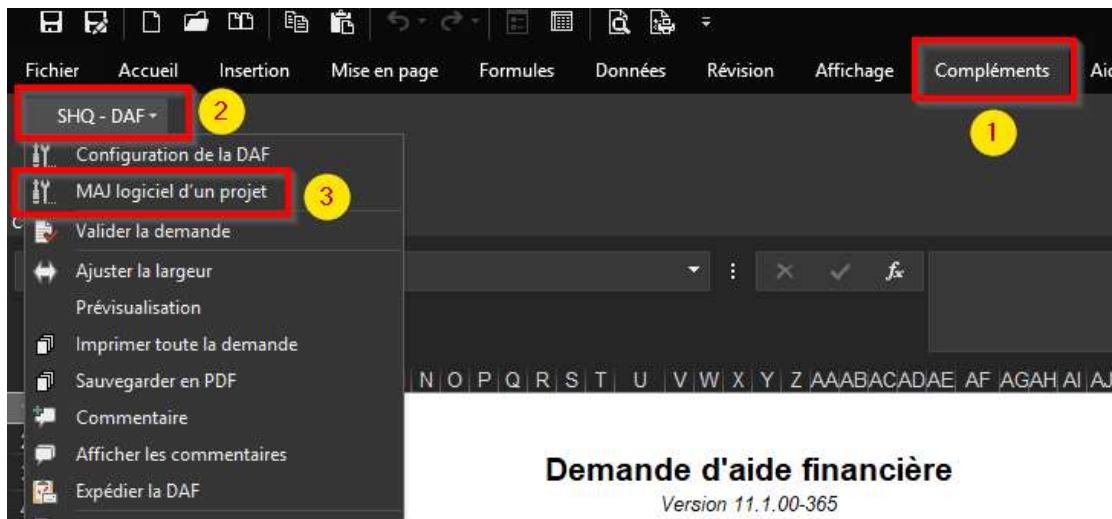 Fichier Accueil Insertion Mise en page Formules Données Révision Affichage Compléments
1
SHQ - DAF
2
Configuration de la DAF
MAJ logiciel d'un projet
3
Valider la demande
Ajuster la largeur
fx
Prévisualisation
Imprimer toute la demande
Sauvegarder en PDF
N O P Q R S T U V W X Y Z AA AB AC AD AE AF AG AH AI AJ
Commentaire
Afficher les commentaires
Demande d'aide financière
Expédier la DAF
Version 11.1.00-365